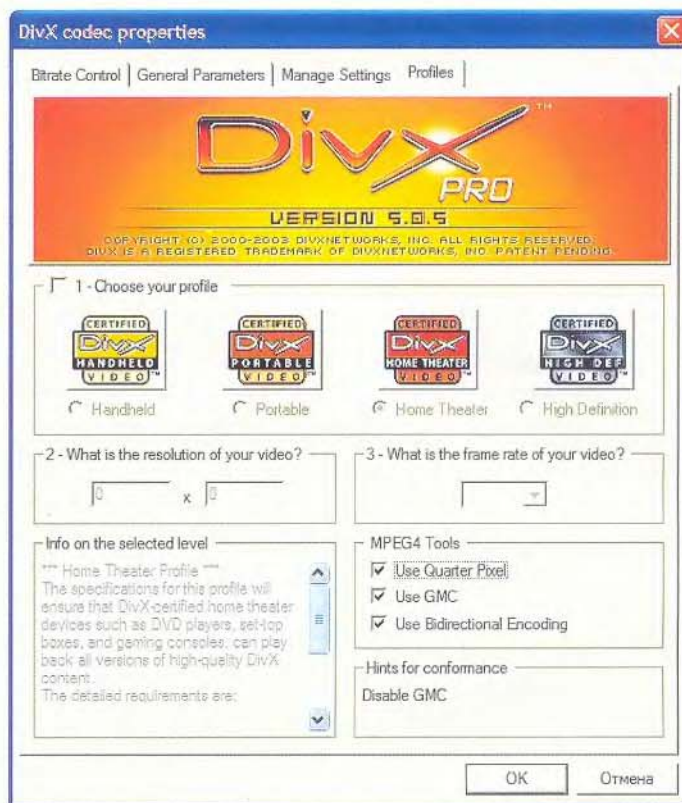 DivX codec properties
Bitrate Control General Parameters Manage Settings Profiles
DivX™
PRO
VERSION 5.0.5
COPYRIGHT (C) 2000-2003 DIVXNETWORKS, INC. ALL RIGHTS RESERVED.
DIVX IS A REGISTERED TRADEMARK OF DIVXNETWORKS, INC. PATENT PENDING.
1 - Choose your profile
CERTIFIED CERTIFIED CERTIFIED CERTIFIED
DivX DivX DivX DivX
HANDHELD PORTABLE HOME THEATER HIGH DEF
VIDEO™ VIDEO™ VIDEO™ VIDEO™
Handheld Portable Home Theater High Definition
2 - What is the resolution of your video? 3 - What is the frame rate of your video?
0 x 0
Info on the selected level
*** Home Theater Profile ***
The specifications for this profile will
ensure that DivX-certified home theater
devices such as DVD players, set-top
boxes, and gaming consoles, can play
back all versions of high-quality DivX
content.
The detailed requirements are:
MPEG4 Tools
Use Quarter Pixel
Use GMC
Use Bidirectional Encoding
Hints for conformance
Disable GMC
OK Отмена